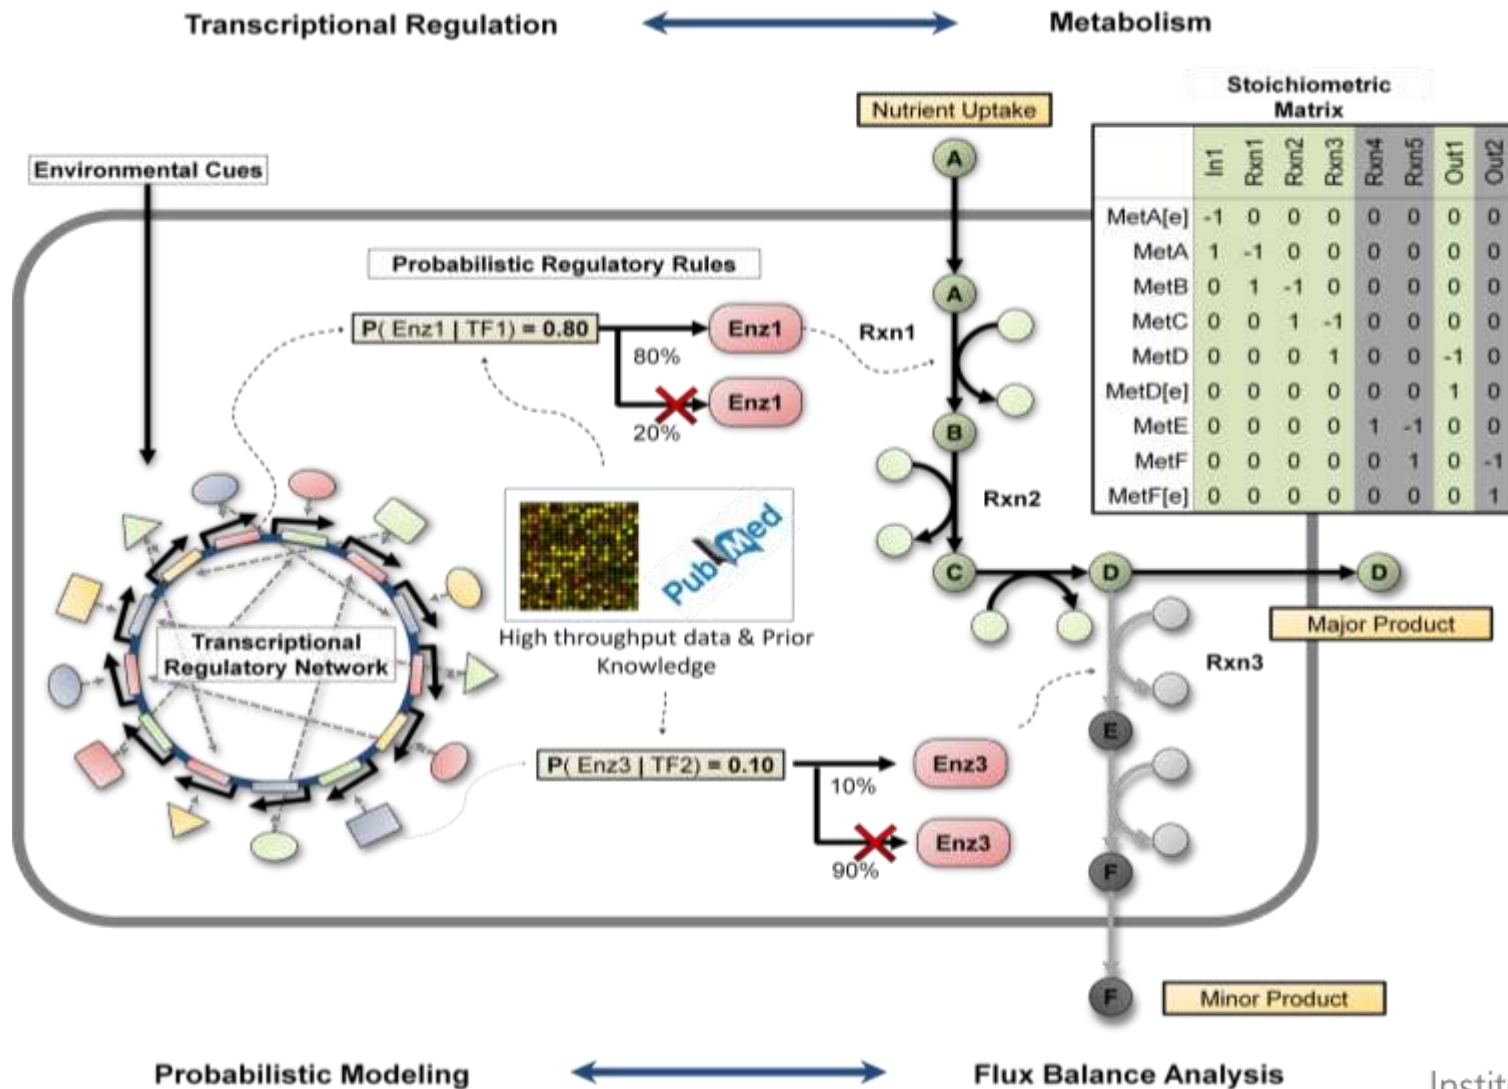 Transcriptional Regulation
Metabolism
Stoichiometric
Matrix
Nutrient Uptake
In1 Rxn1 Rxn2 Rxn3 Rxn4 Rxn5 Out1 Out2
MetA[e] -1 0 0 0 0 0 0 0
MetA 1 -1 0 0 0 0 0 0
MetB 0 1 -1 0 0 0 0 0
MetC 0 0 1 -1 0 0 0 0
MetD 0 0 0 1 0 0 -1 0
MetD[e] 0 0 0 0 0 0 1 0
MetE 0 0 0 0 1 -1 0 0
MetF 0 0 0 0 0 1 0 -1
MetF[e] 0 0 0 0 0 0 0 1
Environmental Cues
A
Probabilistic Regulatory Rules
A
P( Enz1 | TF1) = 0.80
80%
Enz1
Rxn1
20%
Enz1
B
Rxn2
PubMed
High throughput data & Prior
Knowledge
C
D
D
Major Product
Transcriptional
Regulatory Network
Rxn3
E
P( Enz3 | TF2) = 0.10
10%
Enz3
90%
Enz3
F
F
Minor Product
Probabilistic Modeling
Flux Balance Analysis